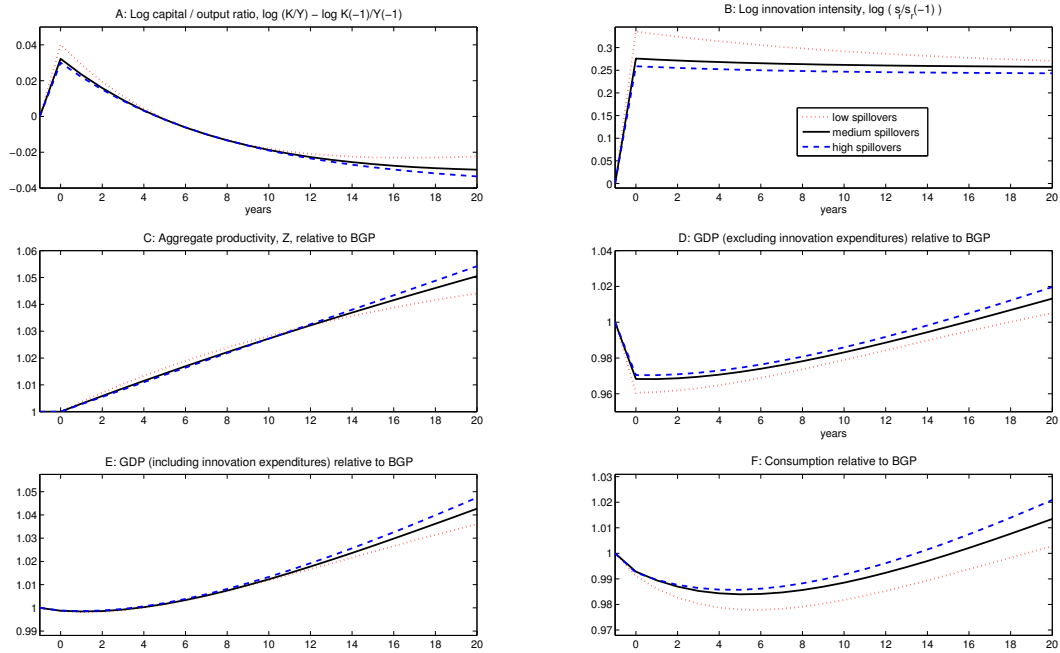 A: Log capital / output ratio, log (K/Y) − log K(−1)/Y(−1)
0.04
0.02
0
−0.02
−0.04
0 2 4 6 8 10 12 14 16 18 20
years
B: Log innovation intensity, log ( s_r/s_r(−1) )
0.3
0.25
0.2
0.15
0.1
0.05
0
low spillovers
medium spillovers
high spillovers
0 2 4 6 8 10 12 14 16 18 20
C: Aggregate productivity, Z, relative to BGP
1.06
1.05
1.04
1.03
1.02
1.01
1
0 2 4 6 8 10 12 14 16 18 20
D: GDP (excluding innovation expenditures) relative to BGP
1.04
1.02
1
0.98
0.96
0 2 4 6 8 10 12 14 16 18 20
years
E: GDP (including innovation expenditures) relative to BGP
1.05
1.04
1.03
1.02
1.01
1
0.99
0 2 4 6 8 10 12 14 16 18 20
F: Consumption relative to BGP
1.03
1.02
1.01
1
0.99
0.98
0.97
0 2 4 6 8 10 12 14 16 18 20